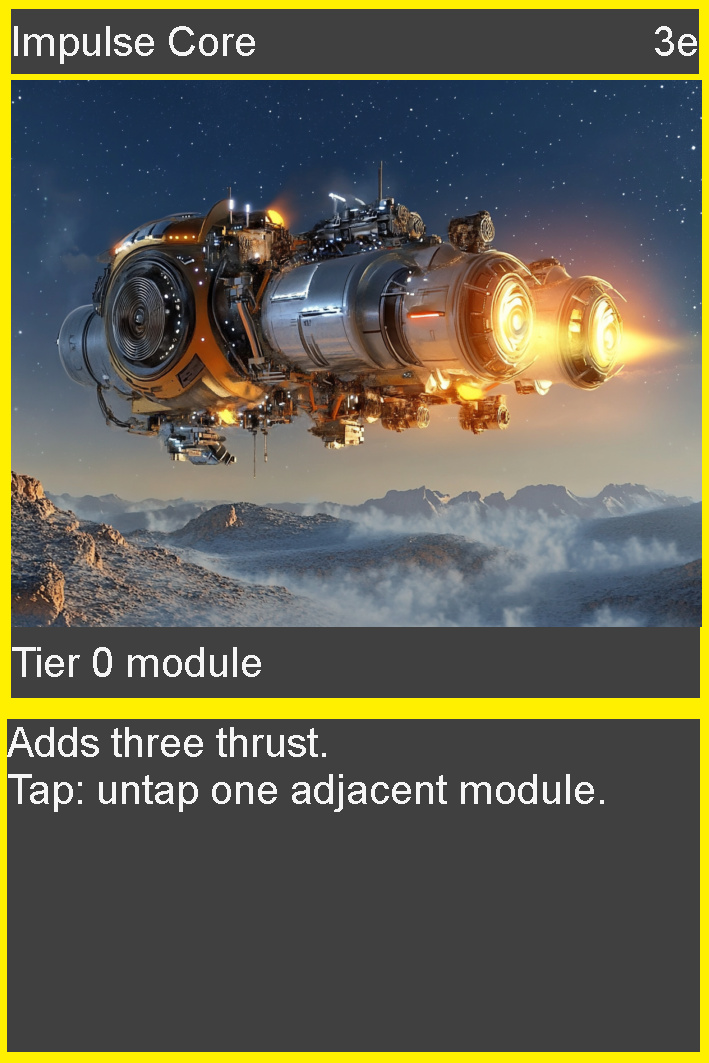 Impulse Core 3e
Tier 0 module
Adds three thrust.
Tap: untap one adjacent module.